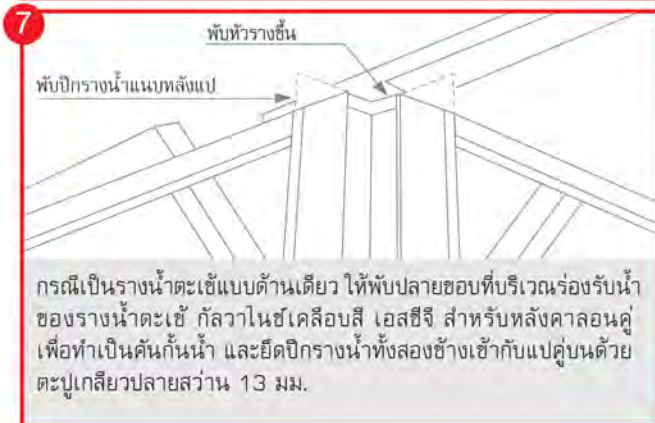 7
พับหัวรางขึ้น
พับปีกรางน้ำแนบหลังแป
กรณีเป็นรางน้ำตะเข้แบบด้านเดียว ให้พับปลายขอบที่บริเวณร่องรับน้ำ
ของรางน้ำตะเข้ กัลวาไนซ์เคลือบสี เอสซีจี สำหรับหลังคาลอนคู่
เพื่อทำเป็นคันกั้นน้ำ และยึดปีกรางน้ำทั้งสองข้างเข้ากับแปคู่บนด้วย
ตะปูเกลียวปลายสว่าน 13 มม.